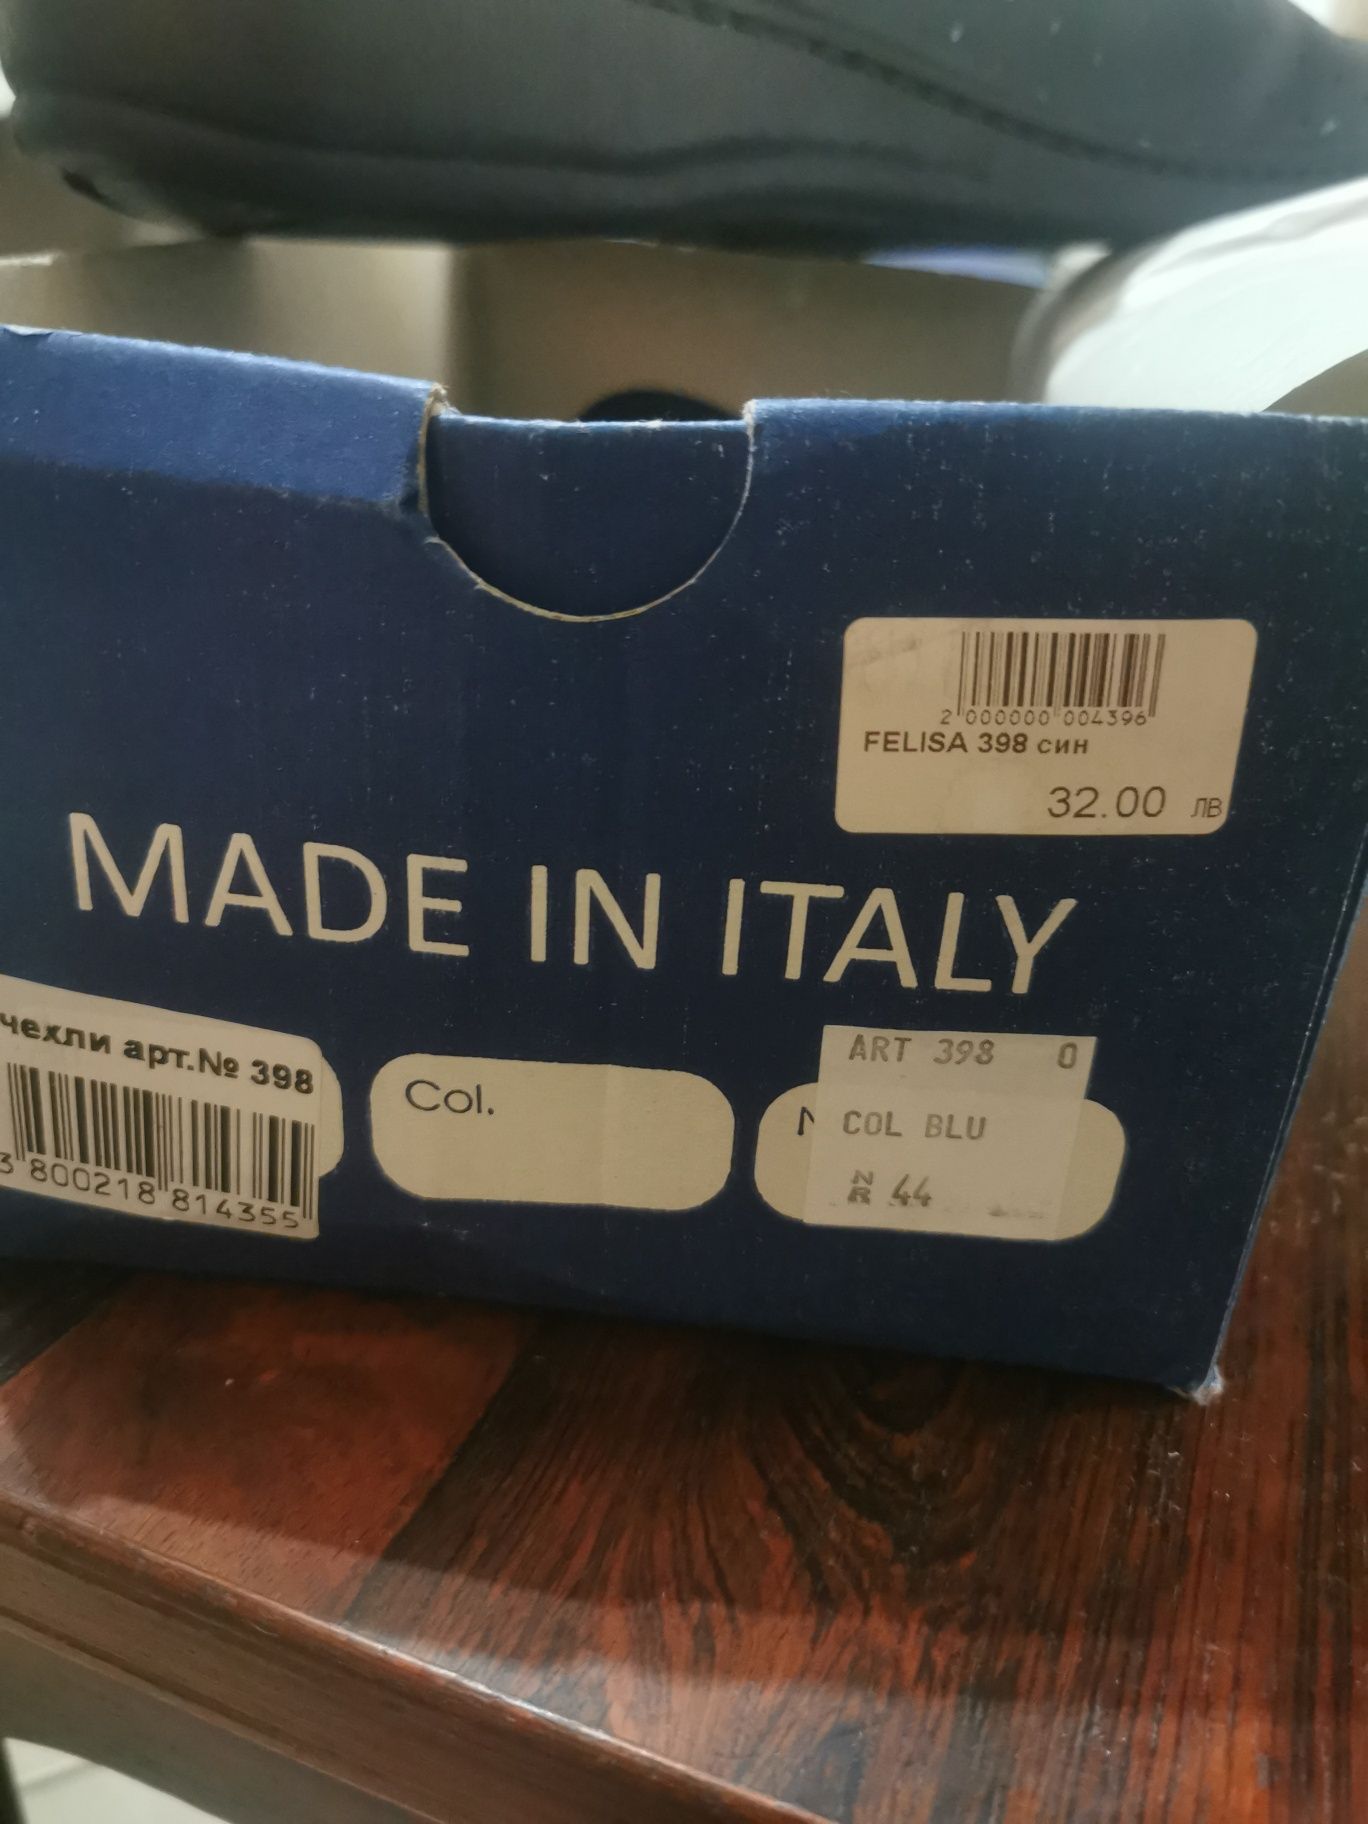 2 000000 004396
FELISA 398 син
32.00 лв
MADE IN ITALY
чехли арт.№ 398
3 800218 814355
Col.
N
ART 398 0
COL BLU
NR 44